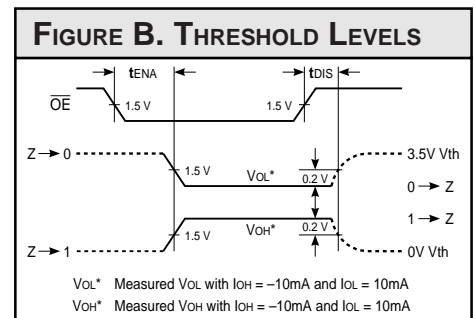 FIGURE B. THRESHOLD LEVELS
tENA tDIS
OE 1.5 V 1.5 V
Z 0 3.5V Vth
1.5 V VOL* 0.2 V
0 Z
1 Z
1.5 V VOH* 0.2 V
Z 1 0V Vth
VOL* Measured VOL with IOH = –10mA and IOL = 10mA
VOH* Measured VOH with IOH = –10mA and IOL = 10mA